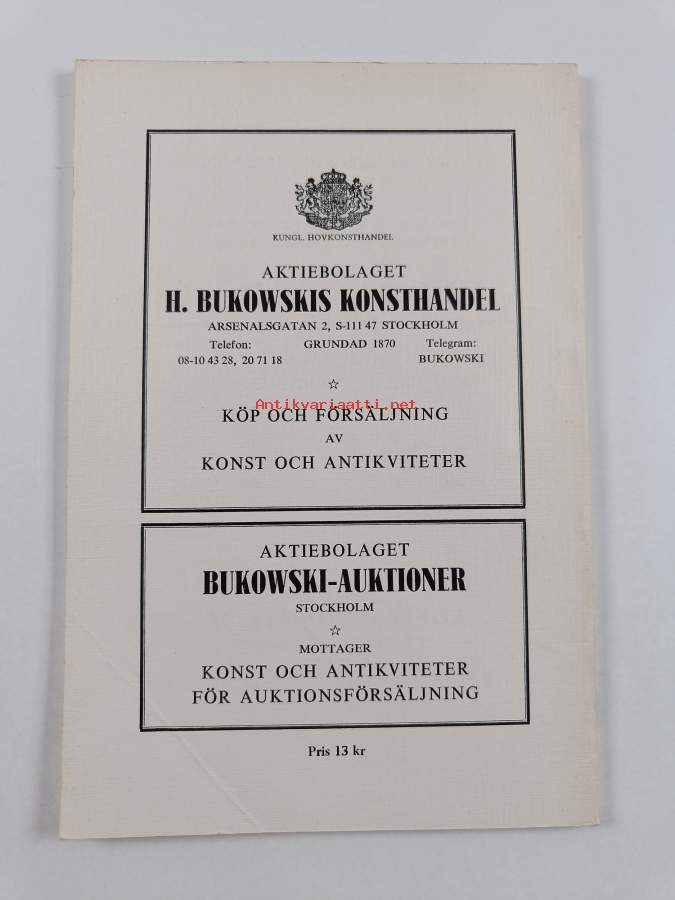 KUNGL. HOVKONSTHANDEL
AKTIEBOLAGET
H. BUKOWSKIS KONSTHANDEL
ARSENALSGATAN 2, S-111 47 STOCKHOLM
Telefon: GRUNDAD 1870 Telegram:
08-10 43 28, 20 71 18 BUKOWSKI
Antikvariaatti.net
KÖP OCH FÖRSÄLJNING
AV
KONST OCH ANTIKVITETER
AKTIEBOLAGET
BUKOWSKI-AUKTIONER
STOCKHOLM
MOTTAGER
KONST OCH ANTIKVITETER
FÖR AUKTIONSFÖRSÄLJNING
Pris 13 kr